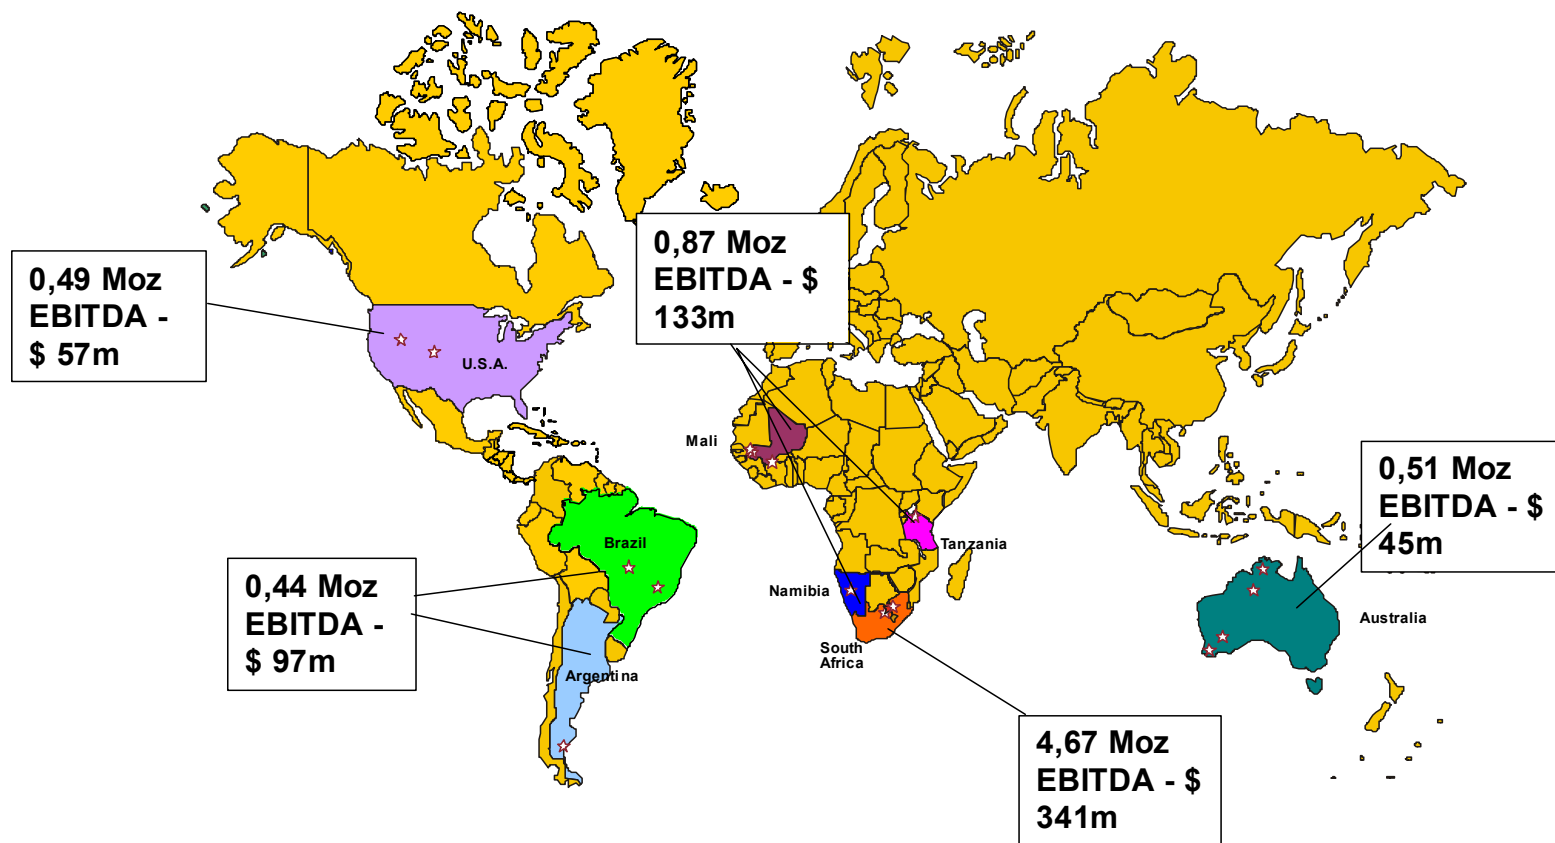 0,87 Moz
EBITDA - $
133m
0,49 Moz
EBITDA -
$ 57m
U.S.A.
Mali
0,51 Moz
EBITDA - $
45m
Brazil
Tanzania
0,44 Moz
EBITDA -
$ 97m
Namibia
Australia
South
Africa
Argentina
4,67 Moz
EBITDA - $
341m